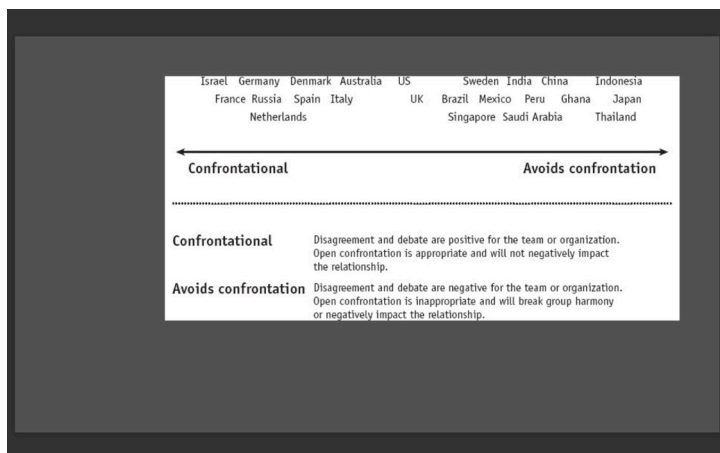 Israel Germany Denmark Australia US Sweden India China Indonesia
France Russia Spain Italy UK Brazil Mexico Peru Ghana Japan
Netherlands Singapore Saudi Arabia Thailand
Confrontational Avoids confrontation
Confrontational Disagreement and debate are positive for the team or organization.
Open confrontation is appropriate and will not negatively impact
the relationship.
Avoids confrontation Disagreement and debate are negative for the team or organization.
Open confrontation is inappropriate and will break group harmony
or negatively impact the relationship.